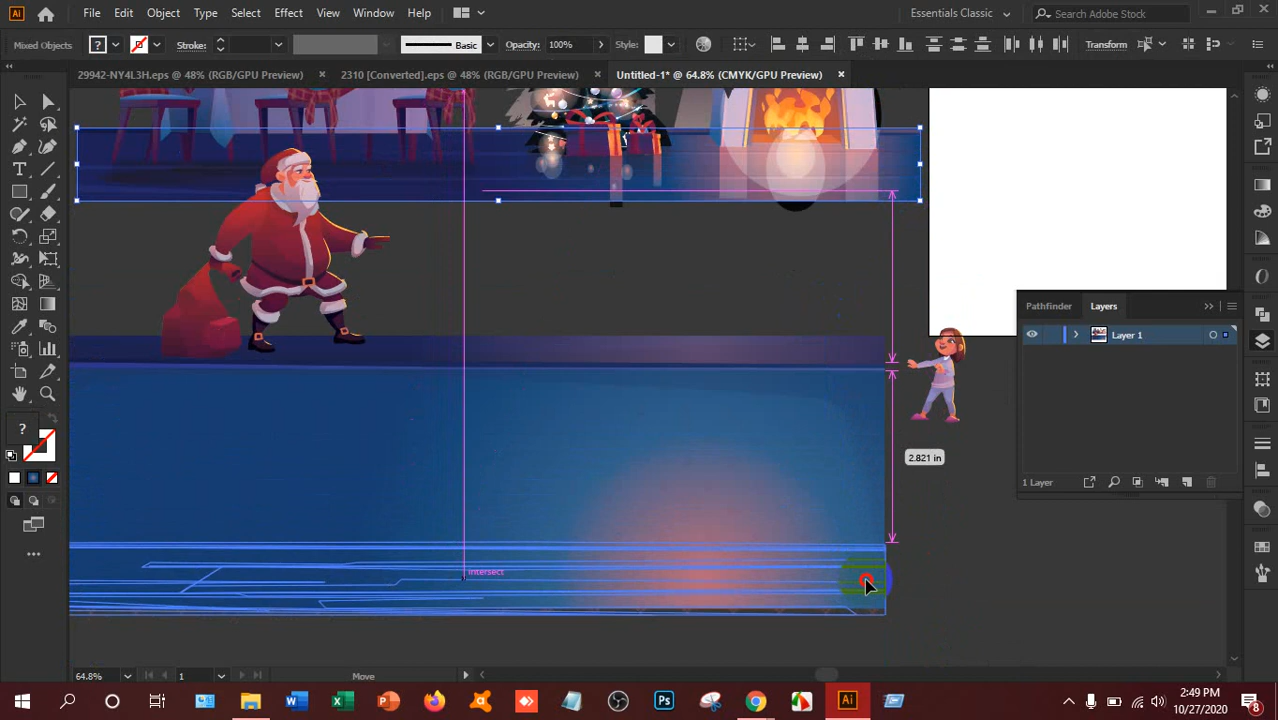 Ai File Edit Object Type Select Effect View Window Help Essentials Classic Search Adobe Stock
Mixed Objects ? Stroke: Basic Opacity: 100% Style: Transform
29942-NY4L3H.eps @ 48% (RGB/GPU Preview) × 2310 [Converted].eps @ 48% (RGB/GPU Preview) × Untitled-1* @ 64.8% (CMYK/GPU Preview) ×
Pathfinder Layers
Layer 1
?
2.821 in
1 Layer
intersect
64.8% 1 Move
Ai
2:49 PM
10/27/2020
8